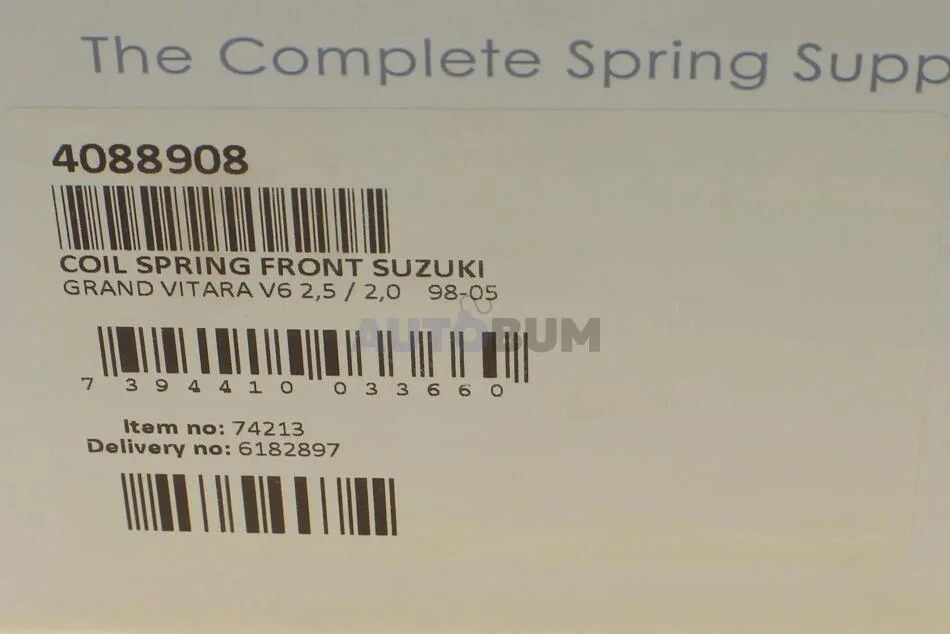 The Complete Spring Supp
4088908
COIL SPRING FRONT SUZUKI
GRAND VITARA V6 2,5 / 2,0 98-05
AUTOBUM
7 394410 033660
Item no: 74213
Delivery no: 6182897